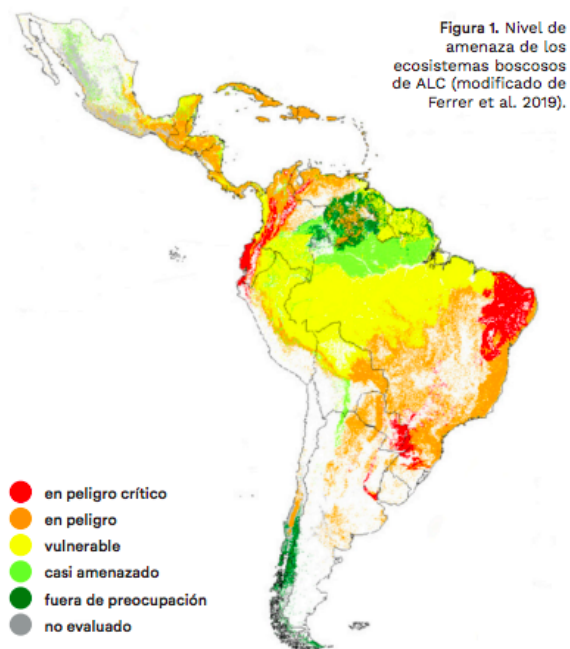 Figura 1. Nivel de
amenaza de los
ecosistemas boscosos
de ALC (modificado de
Ferrer et al. 2019).
en peligro crítico
en peligro
vulnerable
casi amenazado
fuera de preocupación
no evaluado